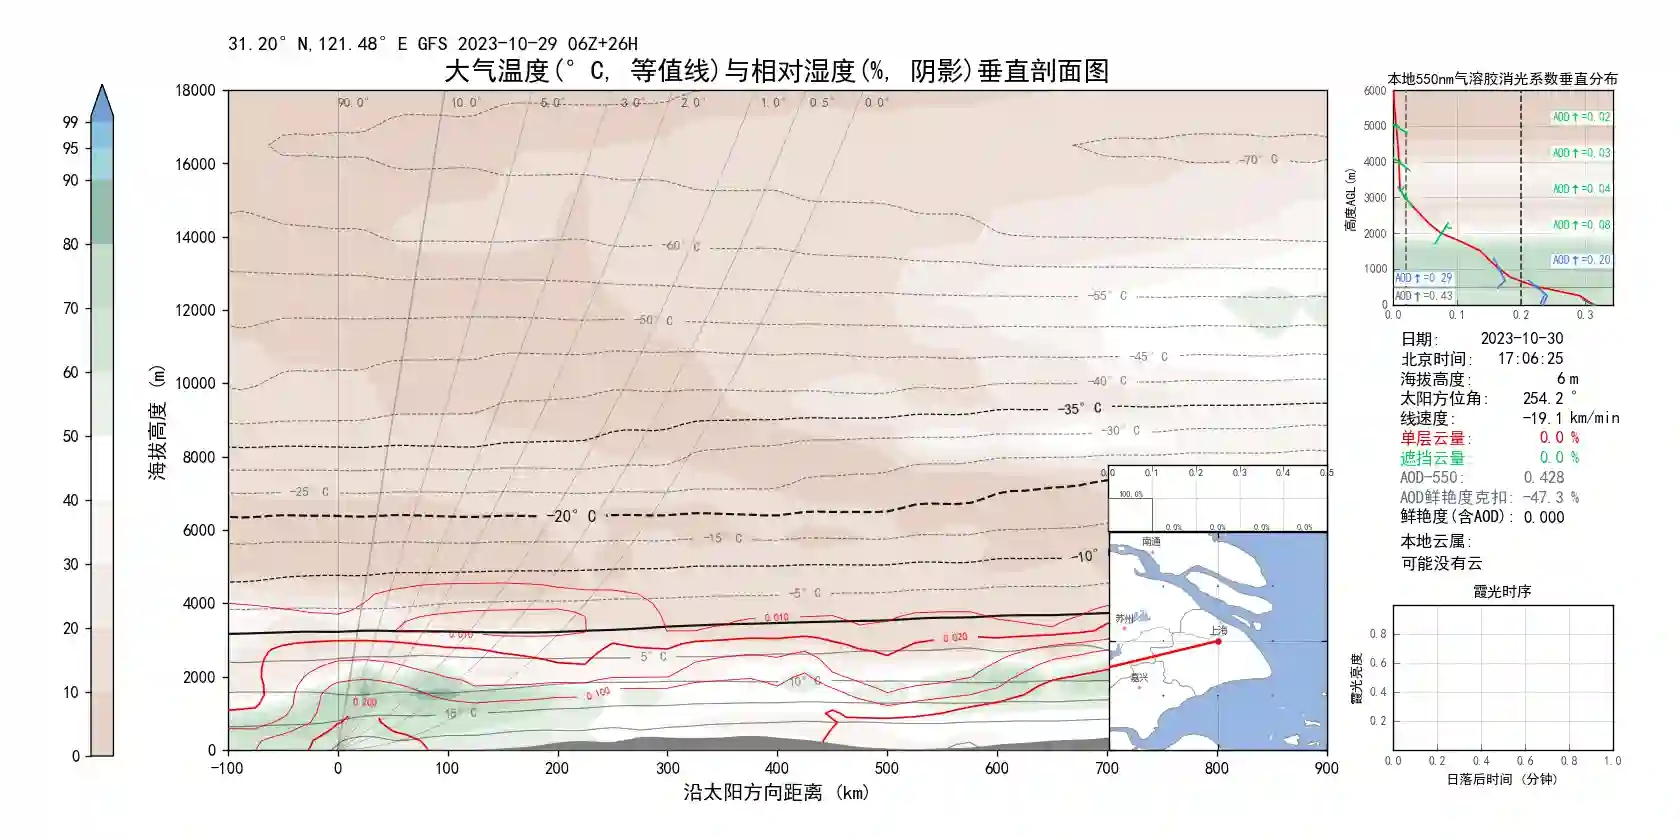 31.20°N,121.48°E GFS 2023-10-29 06Z+26H
大气温度(°C, 等值线)与相对湿度(%, 阴影)垂直剖面图
99
95
90
80
70
60
50
40
30
20
10
0
海拔高度 (m)
18000
16000
14000
12000
10000
8000
6000
4000
2000
0
90.0°
10.0°
5.0°
3.0°
2.0°
1.0°
0.5°
0.0°
-70°C
-60°C
-55°C
-50°C
-45°C
-40°C
-35°C
-30°C
-25°C
-20°C
-15°C
-10°
-5°C
5°C
10°C
15°C
0.010
0.010
0.020
0.100
0.200
-100
0
100
200
300
400
500
600
700
800
900
沿太阳方向距离 (km)
0.0
0.1
0.2
0.3
0.4
0.5
100.0%
0.0%
0.0%
0.0%
0.0%
南通
苏州
上海
嘉兴
本地550nm气溶胶消光系数垂直分布
高度AGL(m)
6000
5000
4000
3000
2000
1000
0
AOD↑=0.02
AOD↑=0.03
AOD↑=0.04
AOD↑=0.08
AOD↑=0.20
AOD↑=0.29
AOD↑=0.43
0.0
0.1
0.2
0.3
日期: 2023-10-30
北京时间: 17:06:25
海拔高度: 6 m
太阳方位角: 254.2 °
线速度: -19.1 km/min
单层云量: 0.0 %
遮挡云量: 0.0 %
AOD-550: 0.428
AOD鲜艳度克扣: -47.3 %
鲜艳度(含AOD): 0.000
本地云属:
可能没有云
霞光时序
霞光亮度
0.8
0.6
0.4
0.2
0.0
0.2
0.4
0.6
0.8
1.0
日落后时间 (分钟)